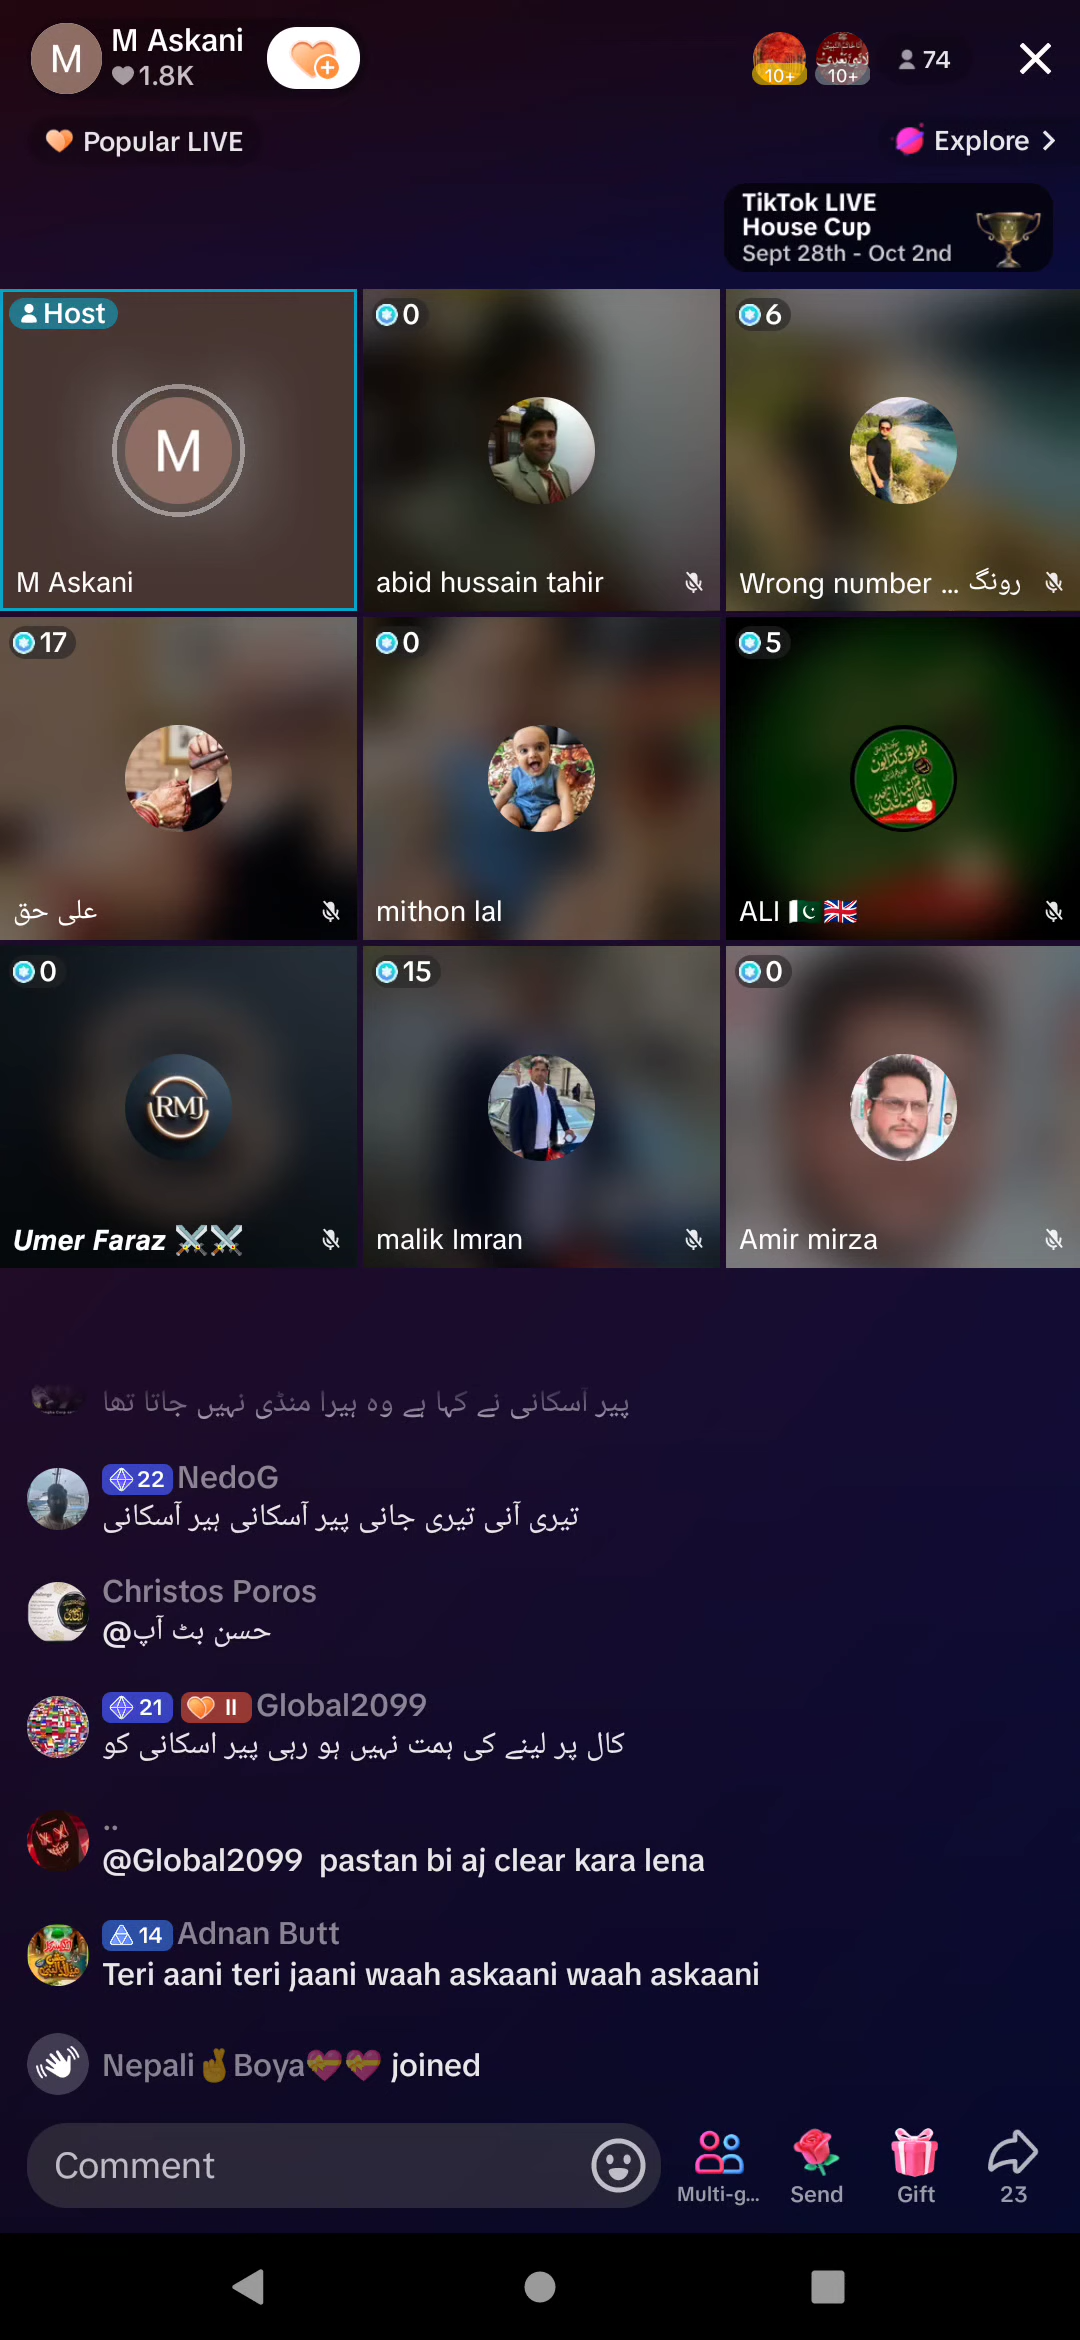 M
M Askani
1.8K
10+
10+
74
Popular LIVE
Explore
TikTok LIVE
House Cup
Sept 28th - Oct 2nd
Host
M
M Askani
0
abid hussain tahir
6
Wrong number ... رونگ
17
علی حق
0
mithon lal
5
ALI
0
RMJ
Umer Faraz
15
malik Imran
0
Amir mirza
پیر آسکانی نے کہا ہے وہ ہیرا منڈی نہیں جاتا تھا
22 NedoG
تیری آنی تیری جانی پیر آسکانی ہیر آسکانی
Christos Poros
@حسن بٹ آپ
21 II Global2099
کال پر لینے کی ہمت نہیں ہو رہی پیر اسکانی کو
..
@Global2099 pastan bi aj clear kara lena
14 Adnan Butt
Teri aani teri jaani waah askaani waah askaani
Nepali Boya joined
Comment
Multi-g...
Send
Gift
23